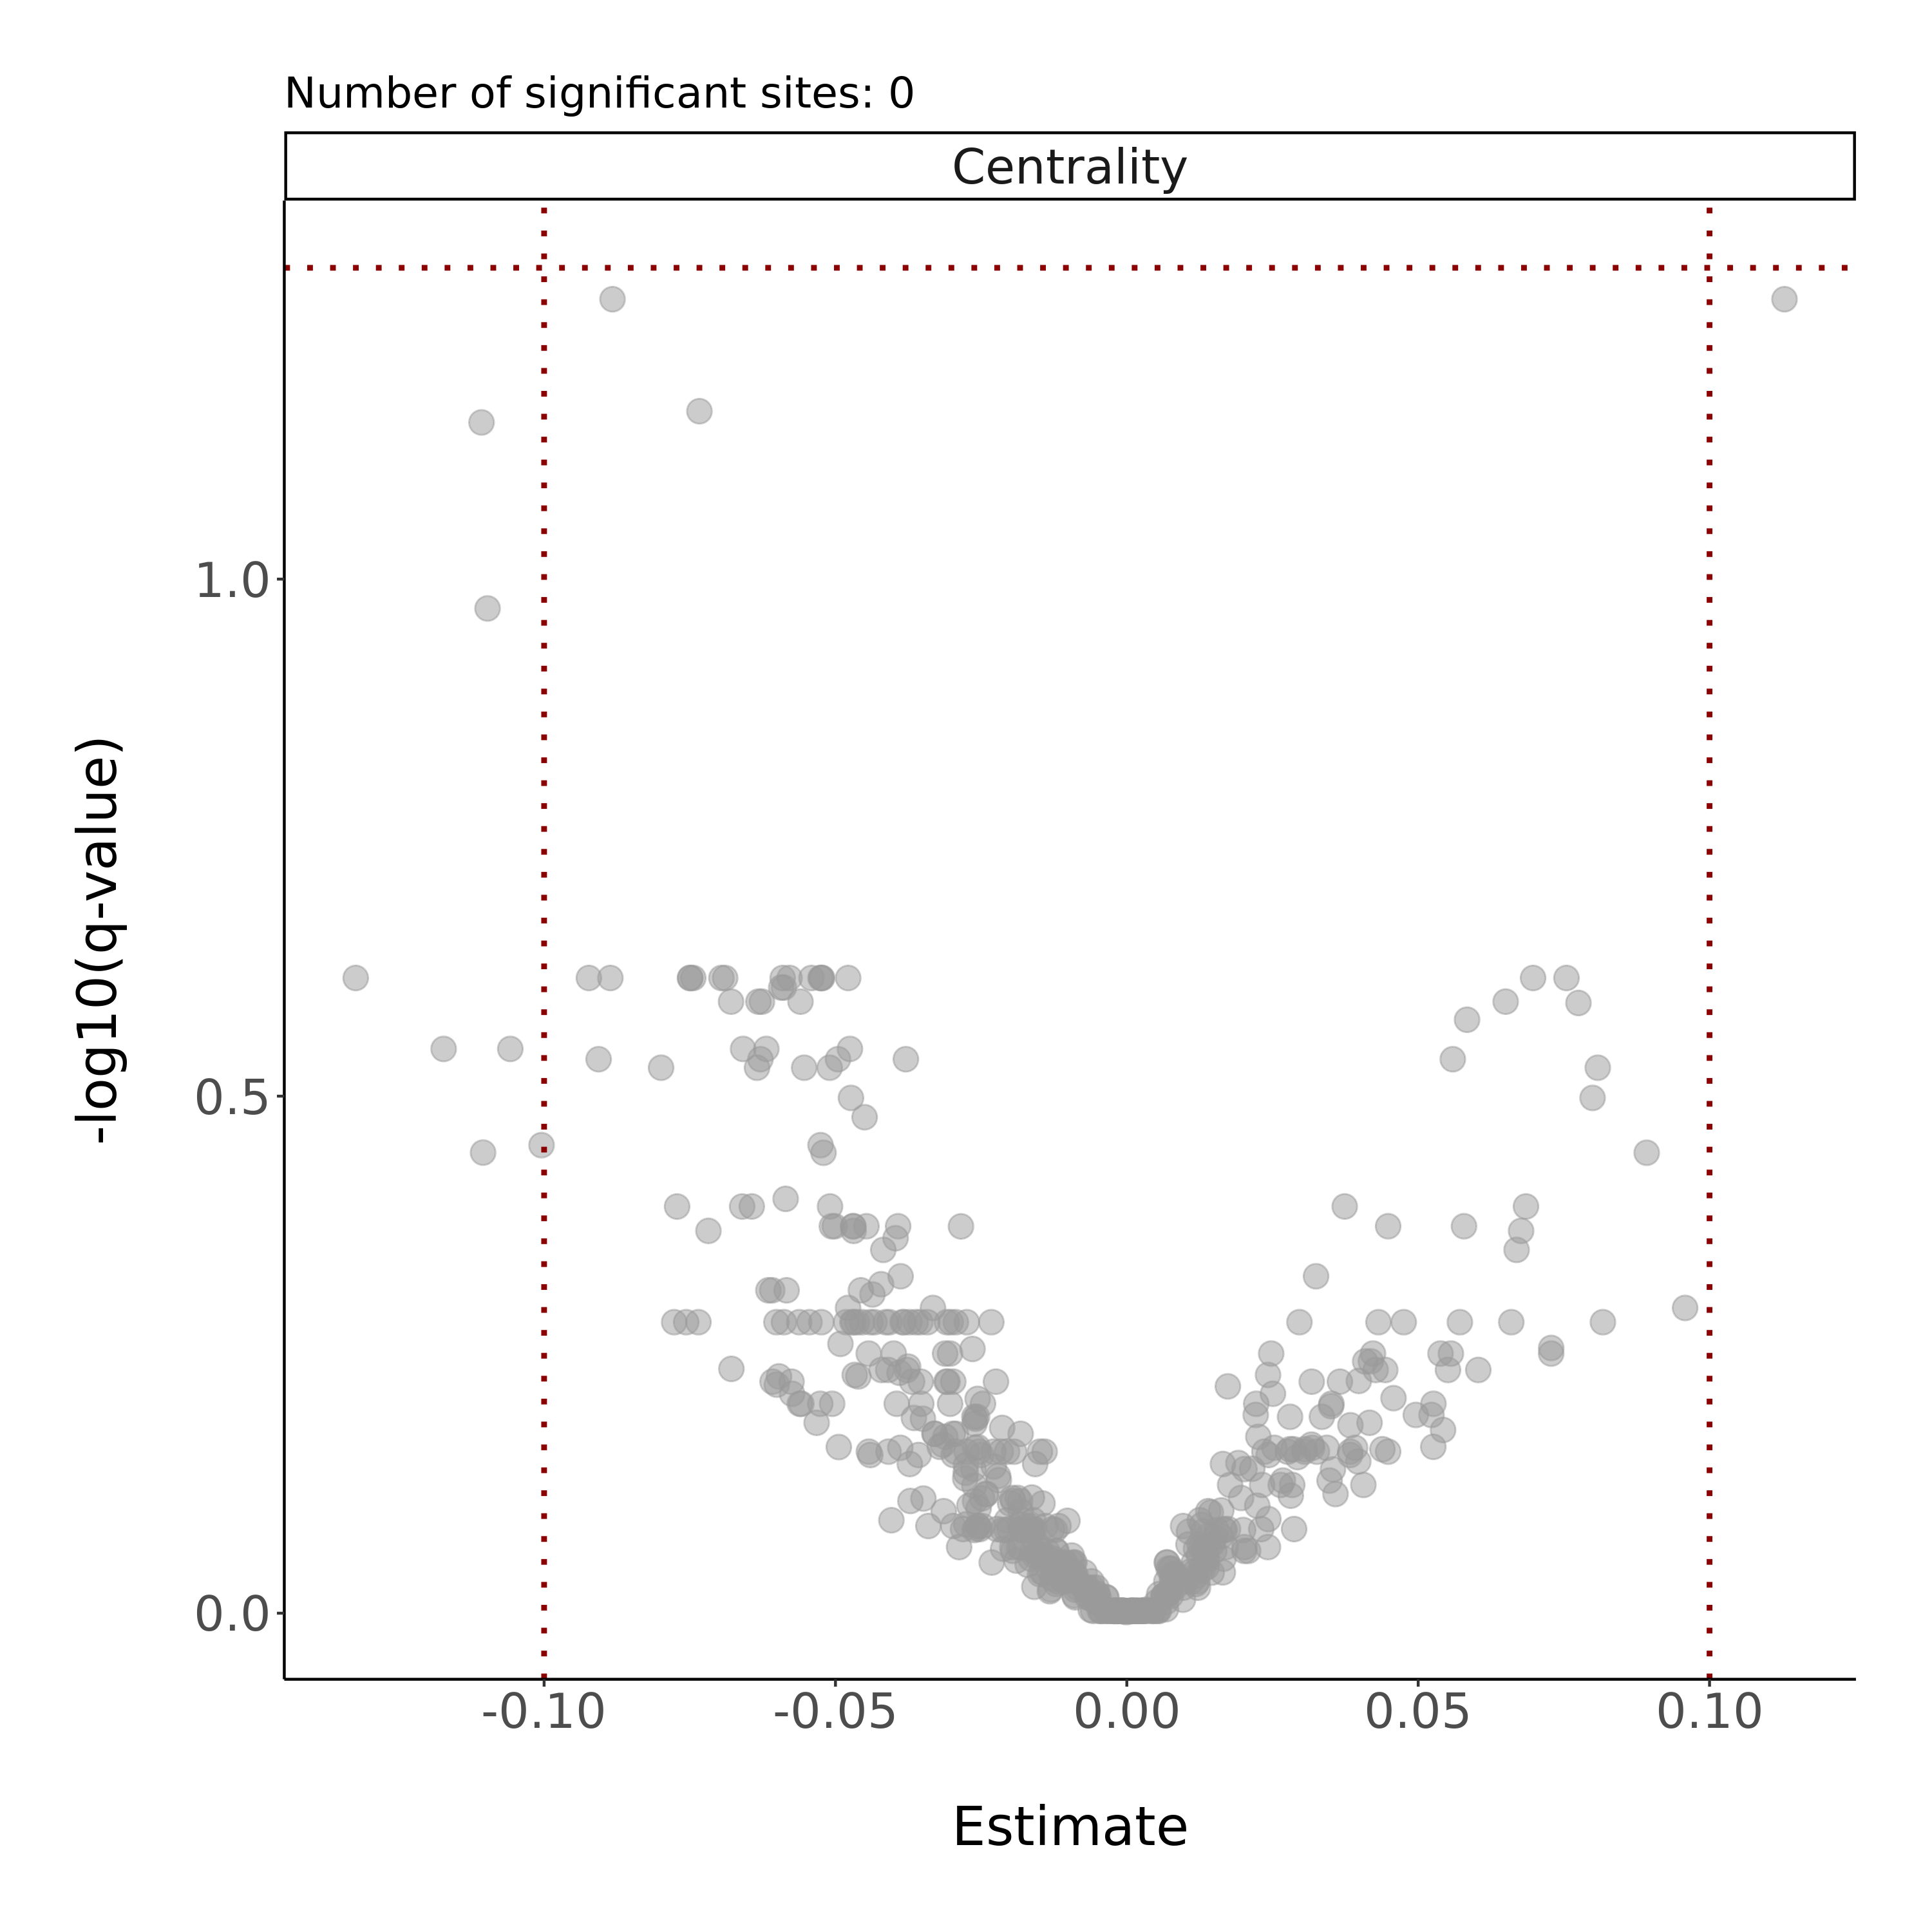 Number of significant sites: 0
Centrality
-log10(q-value)
1.0
0.5
0.0
-0.10 -0.05 0.00 0.05 0.10
Estimate